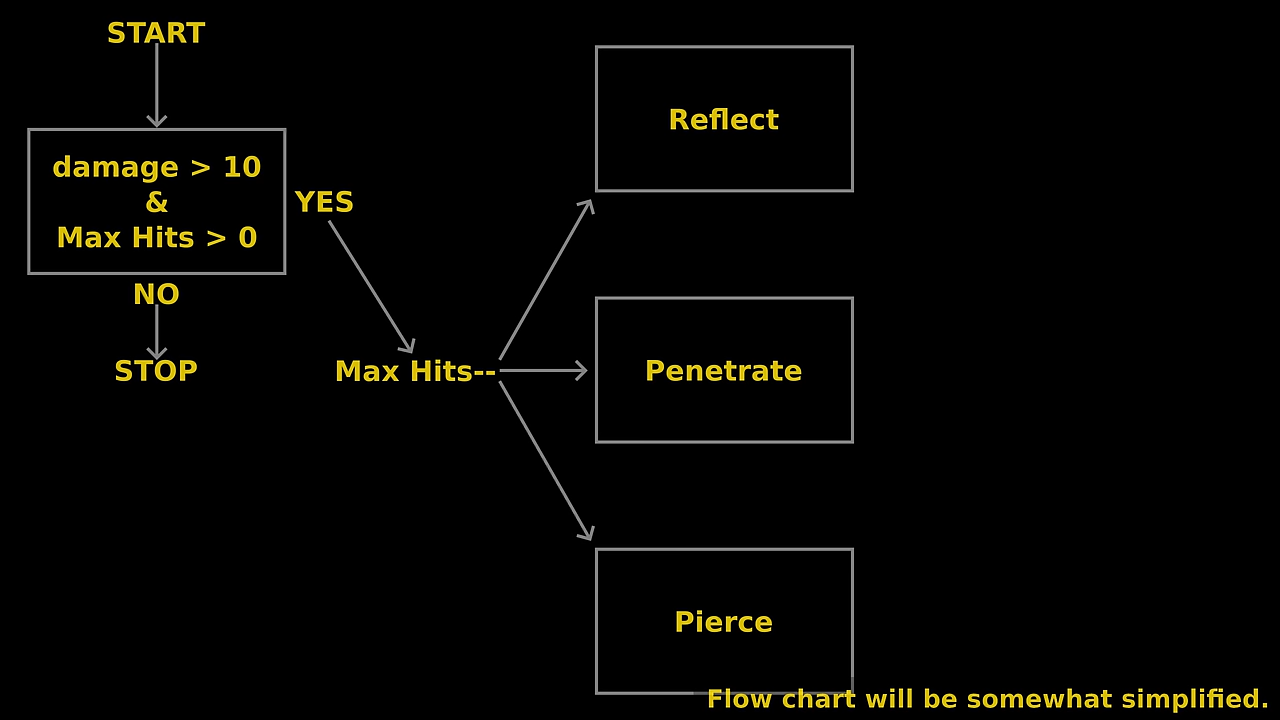 START
damage > 10
&
Max Hits > 0
YES
NO
STOP
Max Hits--
Reflect
Penetrate
Pierce
Flow chart will be somewhat simplified.